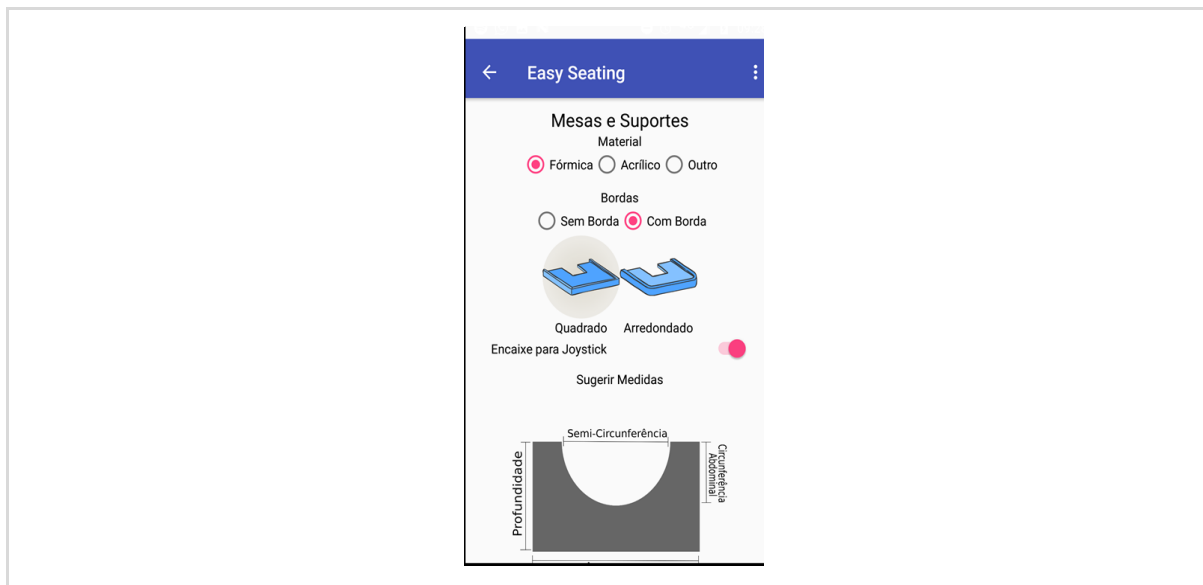 Easy Seating
Mesas e Suportes
Material
Fórmica Acrílico Outro
Bordas
Sem Borda Com Borda
Quadrado Arredondado
Encaixe para Joystick
Sugerir Medidas
Semi-Circunferência
Profundidade
Circunferência
Abdominal